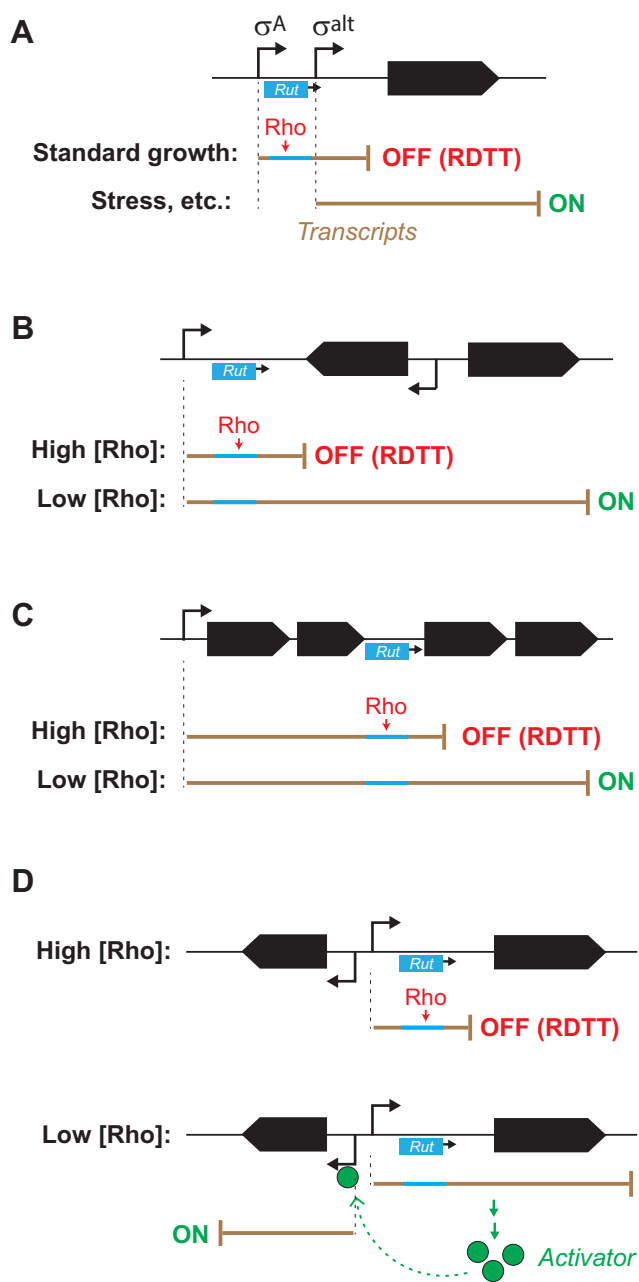 A
σA σalt
Rut
Rho
Standard growth: OFF (RDTT)
Stress, etc.: ON
Transcripts
B
Rut
Rho
High [Rho]: OFF (RDTT)
Low [Rho]: ON
C
Rut
Rho
High [Rho]: OFF (RDTT)
Low [Rho]: ON
D
High [Rho]:
Rut
Rho
OFF (RDTT)
Low [Rho]:
Rut
ON
Activator